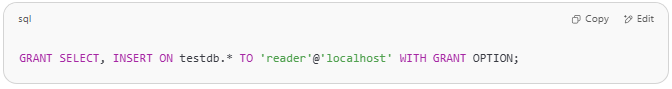 sql
Copy
Edit
GRANT SELECT, INSERT ON testdb.* TO 'reader'@'localhost' WITH GRANT OPTION;